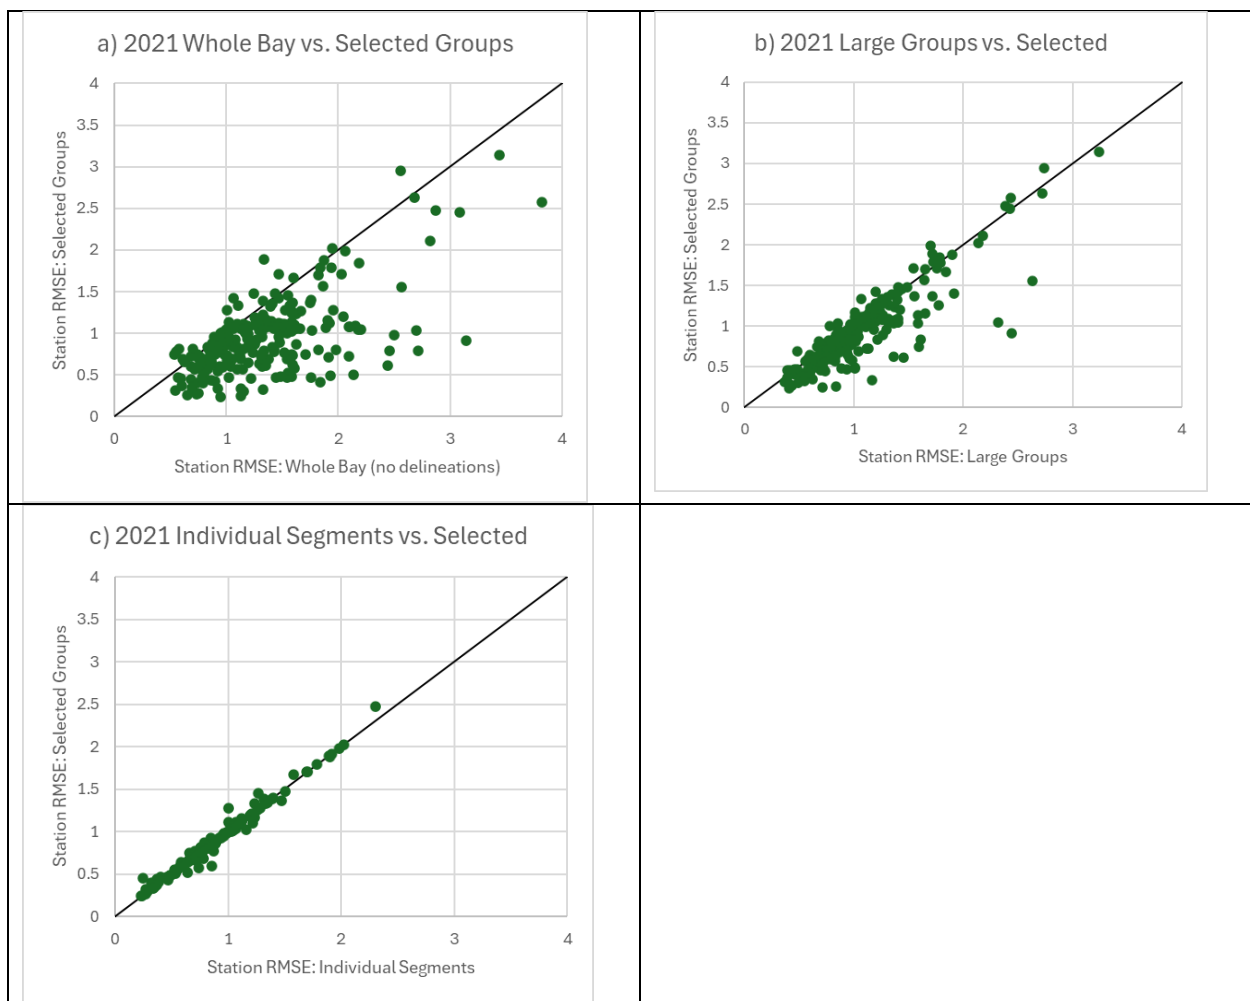 a) 2021 Whole Bay vs. Selected Groups
Station RMSE: Selected Groups
4
3.5
3
2.5
2
1.5
1
0.5
0
0 1 2 3 4
Station RMSE: Whole Bay (no delineations)
b) 2021 Large Groups vs. Selected
Station RMSE: Selected Groups
4
3.5
3
2.5
2
1.5
1
0.5
0
0 1 2 3 4
Station RMSE: Large Groups
c) 2021 Individual Segments vs. Selected
Station RMSE: Selected Groups
4
3.5
3
2.5
2
1.5
1
0.5
0
0 1 2 3 4
Station RMSE: Individual Segments